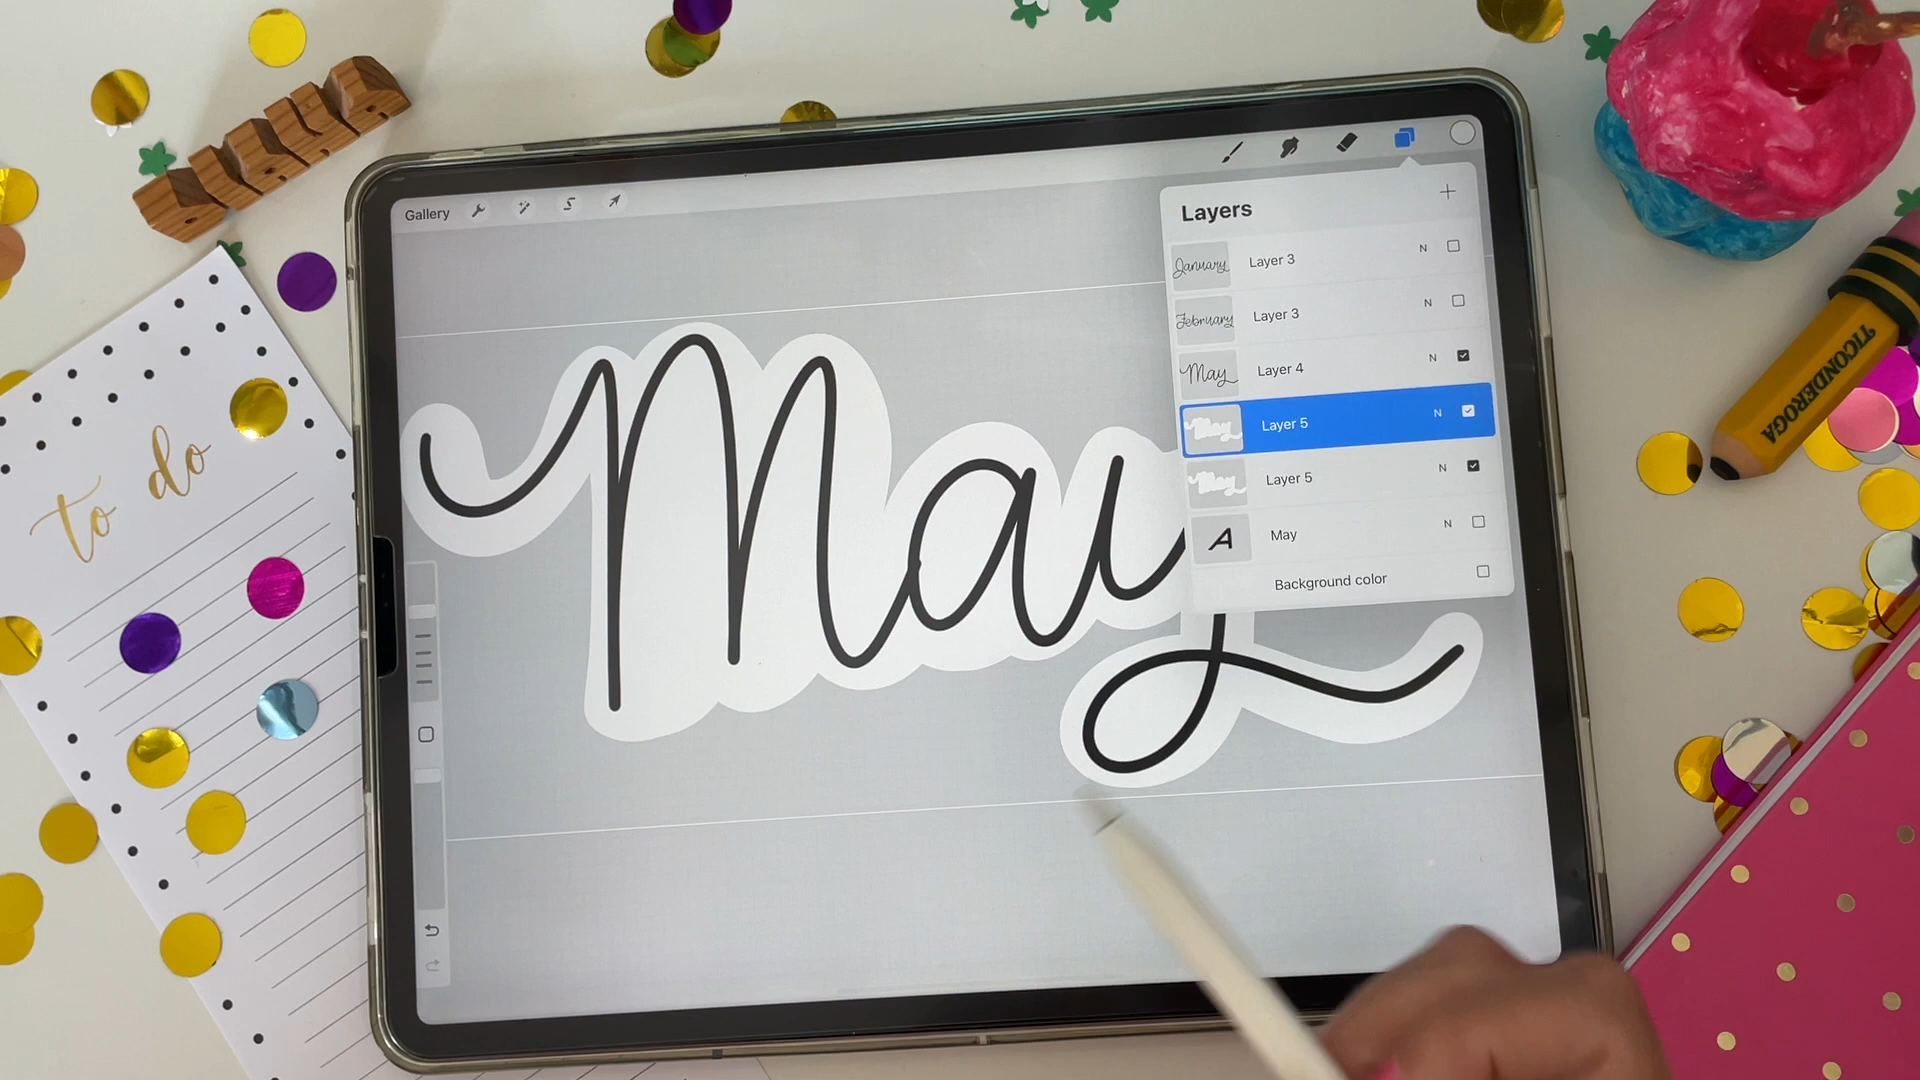 Gallery
Layers
January
Layer 3
N
February
Layer 3
N
May
Layer 4
N
May
Layer 5
N
May
Layer 5
N
A
May
N
Background color
May
to do
TICONDEROGA